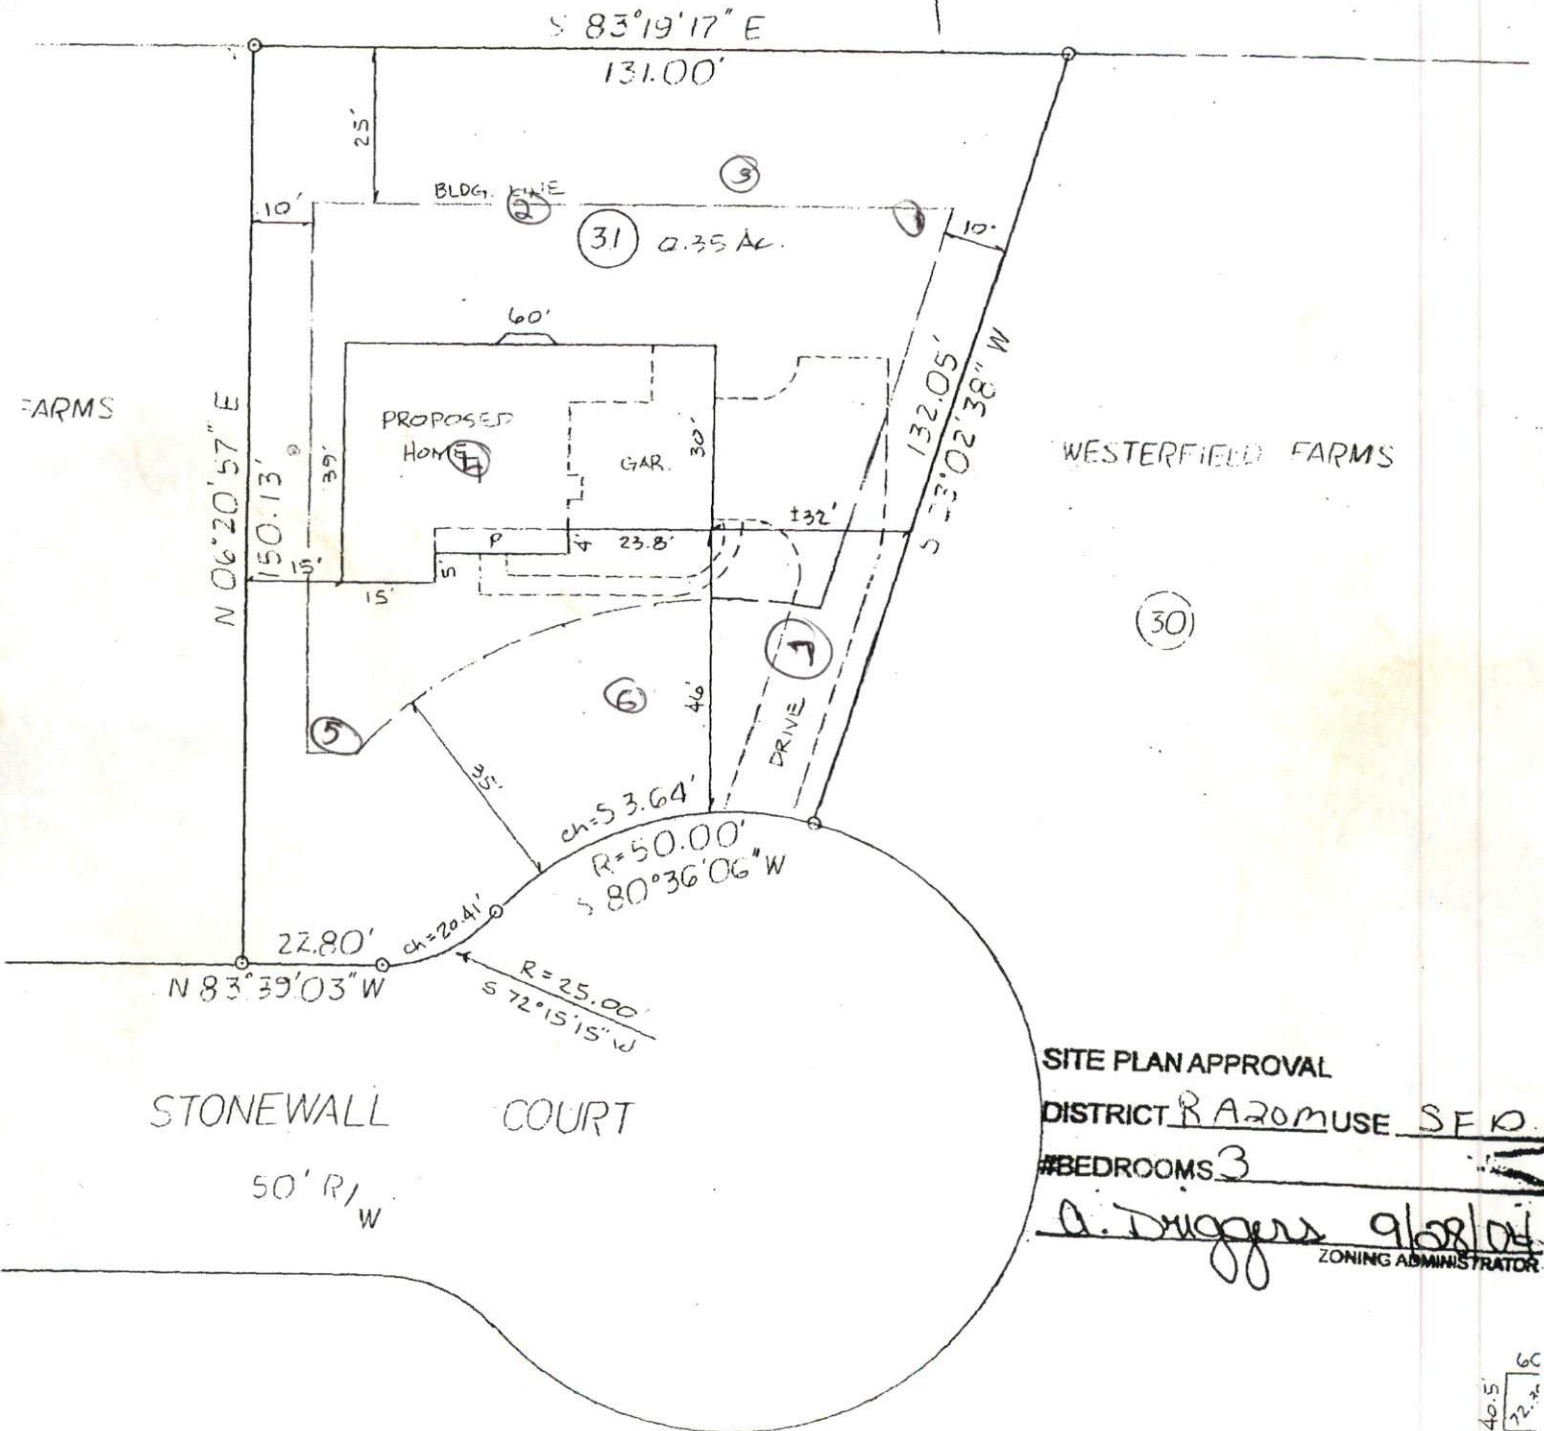 S 83°19'17" E
131.00'
25'
BLDG. LINE
2
3
10'
31 0.35 Ac.
10'
60'
FARMS
PROPOSED
HOME
GAR.
39'
30'
N 06°20'57" E
150.13'
132.05'
02'38" W
WESTERFIELD FARMS
±32'
P
4'
23.8'
5'
15'
15'
30
5
6
46'
DRIVE
35'
ch=53.64'
R=50.00'
S 80°36'06" W
22.80'
ch=20.41'
N 83°39'03" W
R=25.00'
S 72°15'15" W
STONEWALL COURT
50' R/W
SITE PLAN APPROVAL
DISTRICT RA20M USE SFD
#BEDROOMS 3
A. Driggers 9/28/04
ZONING ADMINISTRATOR
40.5'